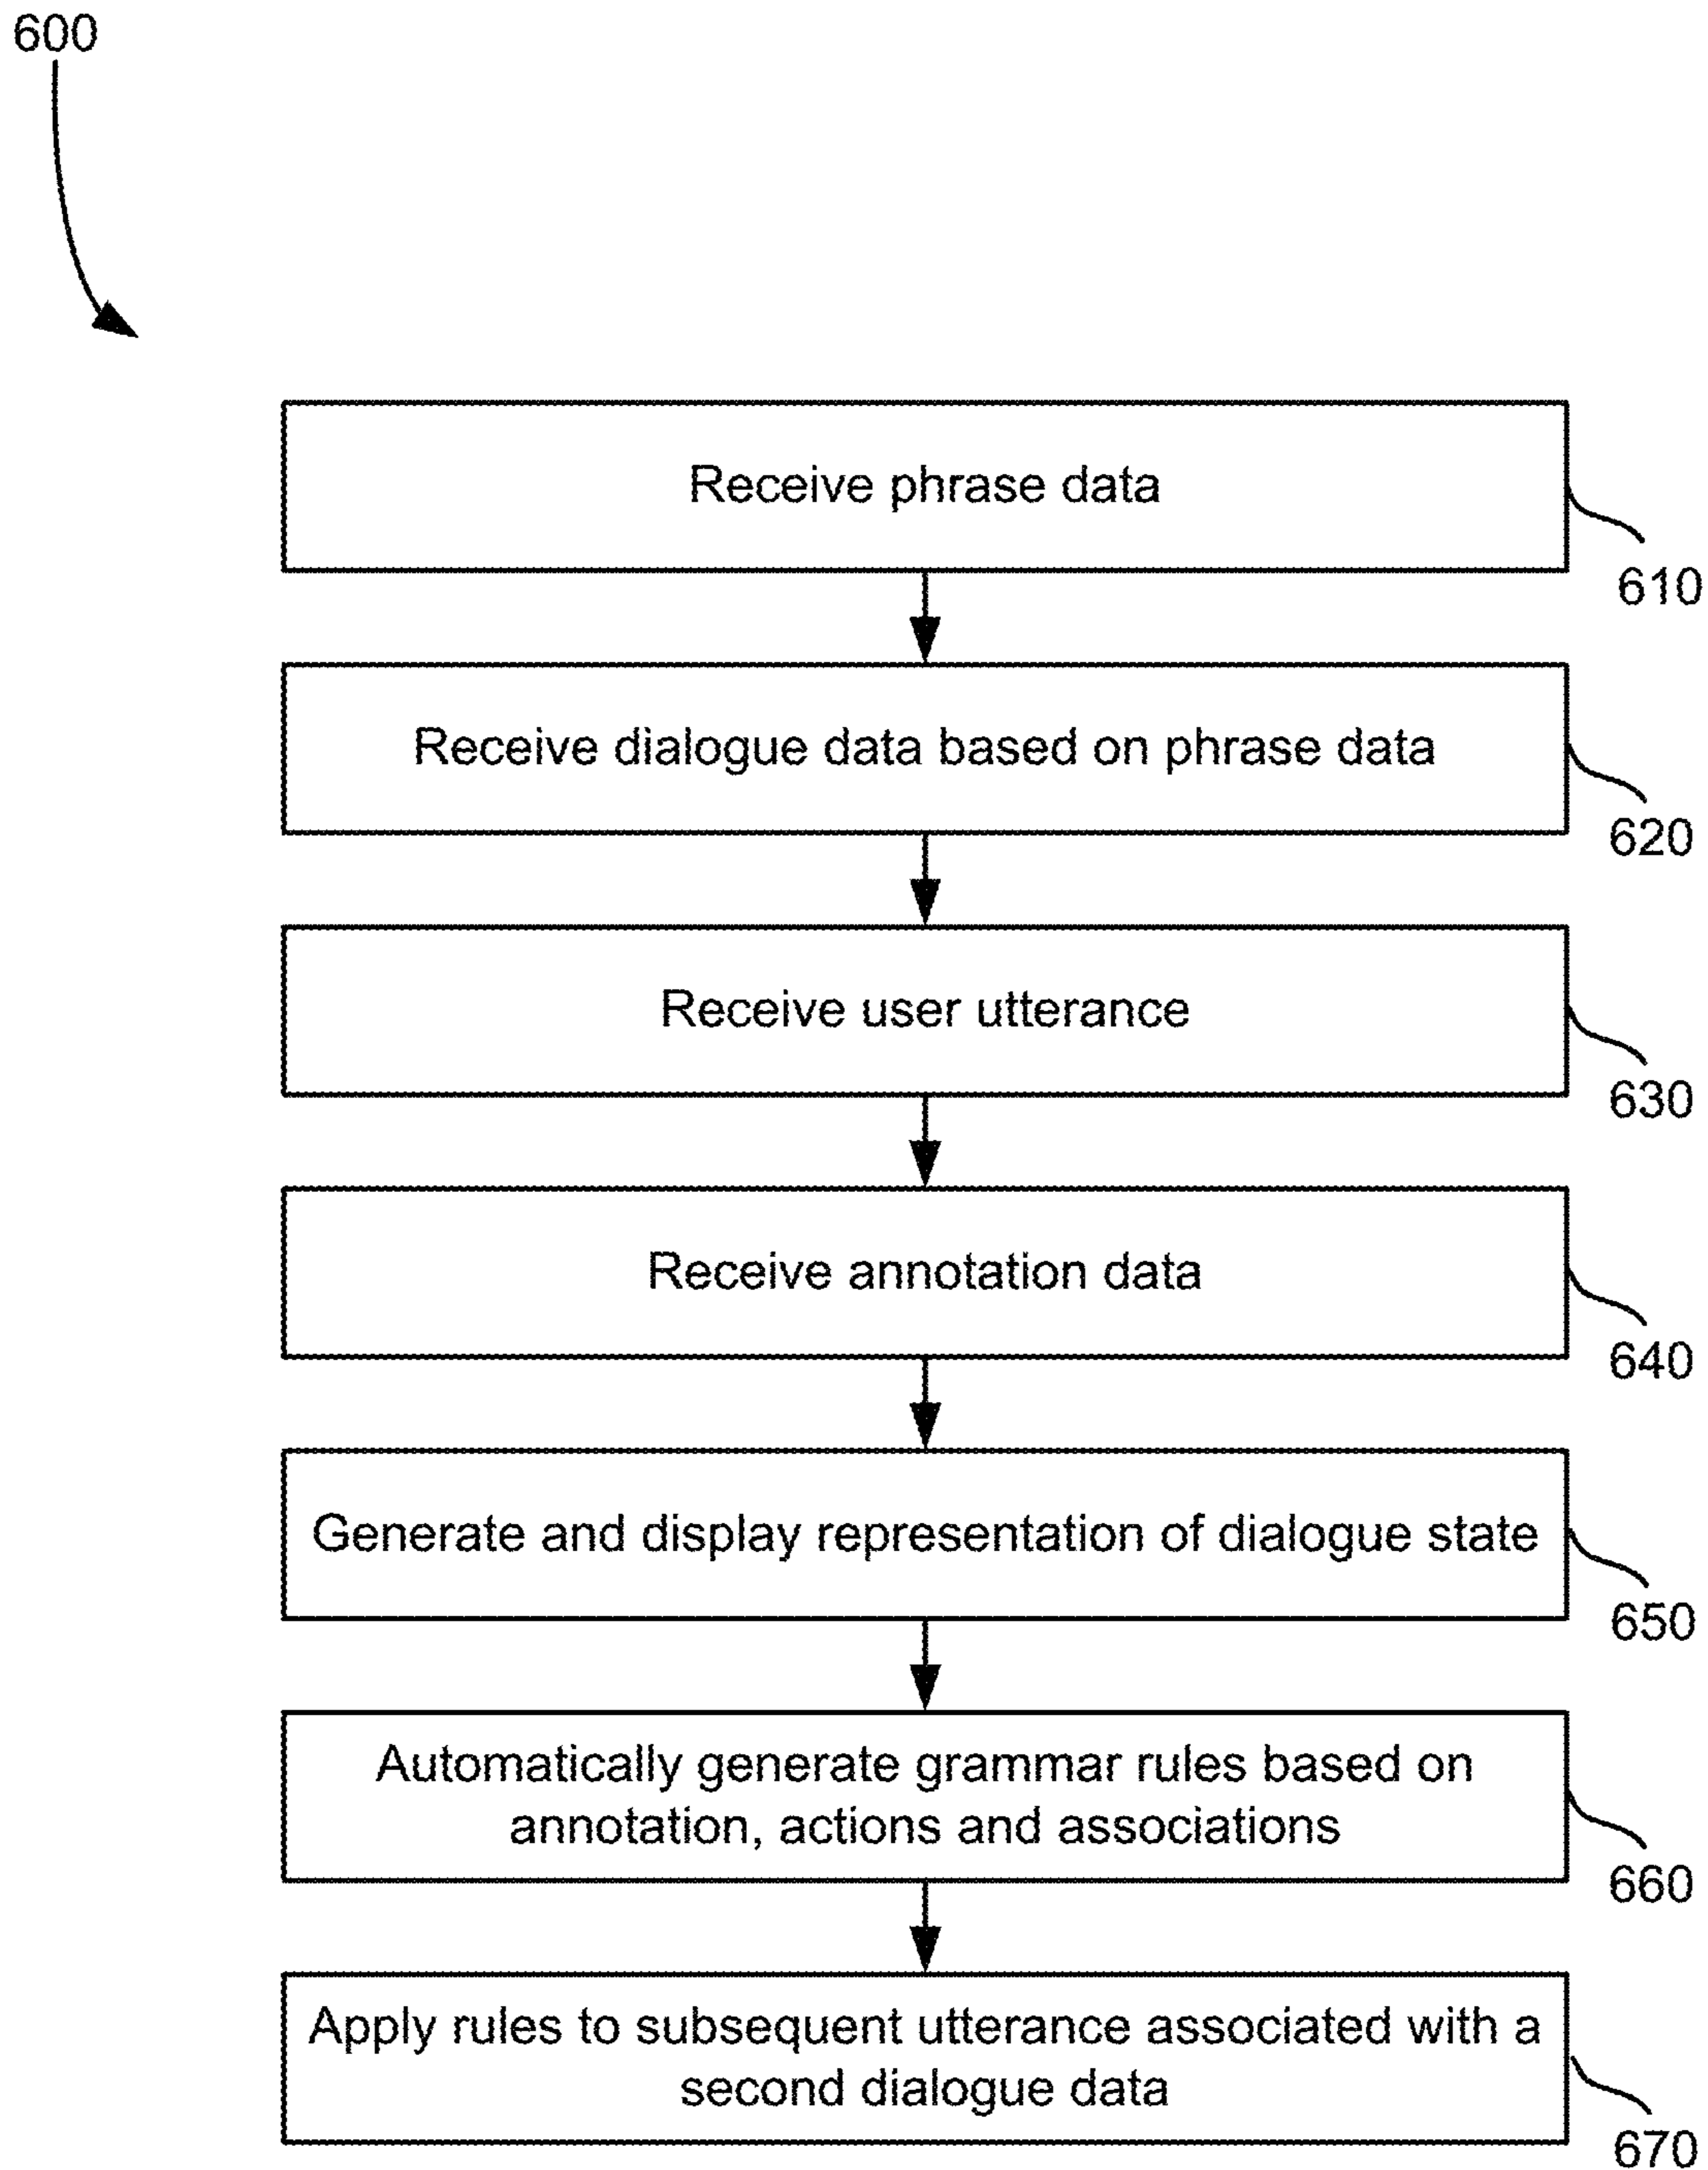 600
Receive phrase data
610
Receive dialogue data based on phrase data
620
Receive user utterance
630
Receive annotation data
640
Generate and display representation of dialogue state
650
Automatically generate grammar rules based on
annotation, actions and associations
660
Apply rules to subsequent utterance associated with a
second dialogue data
670